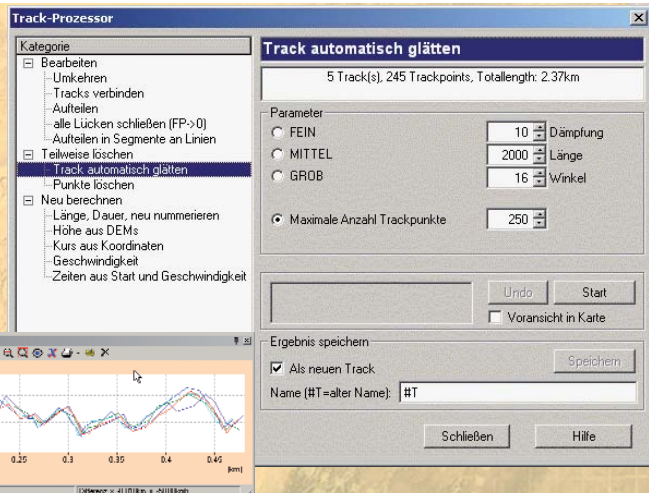 Track-Prozessor
Kategorie
Bearbeiten
Umkehren
Tracks verbinden
Aufteilen
alle Lücken schließen (FP->0)
Aufteilen in Segmente an Linien
Teilweise löschen
Track automatisch glätten
Punkte löschen
Neu berechnen
Länge, Dauer, neu nummerieren
Höhe aus DEMs
Kurs aus Koordinaten
Geschwindigkeit
Zeiten aus Start und Geschwindigkeit
Track automatisch glätten
5 Track(s), 245 Trackpoints, Totallength: 2.37km
Parameter
FEIN 10 Dämpfung
MITTEL 2000 Länge
GROB 16 Winkel
Maximale Anzahl Trackpunkte 250
Undo Start
Voransicht in Karte
Ergebnis speichern
Als neuen Track Speichern
Name (#T=alter Name): #T
Schließen Hilfe
0.25 0.3 0.35 0.4 0.45
[km]
Differenz